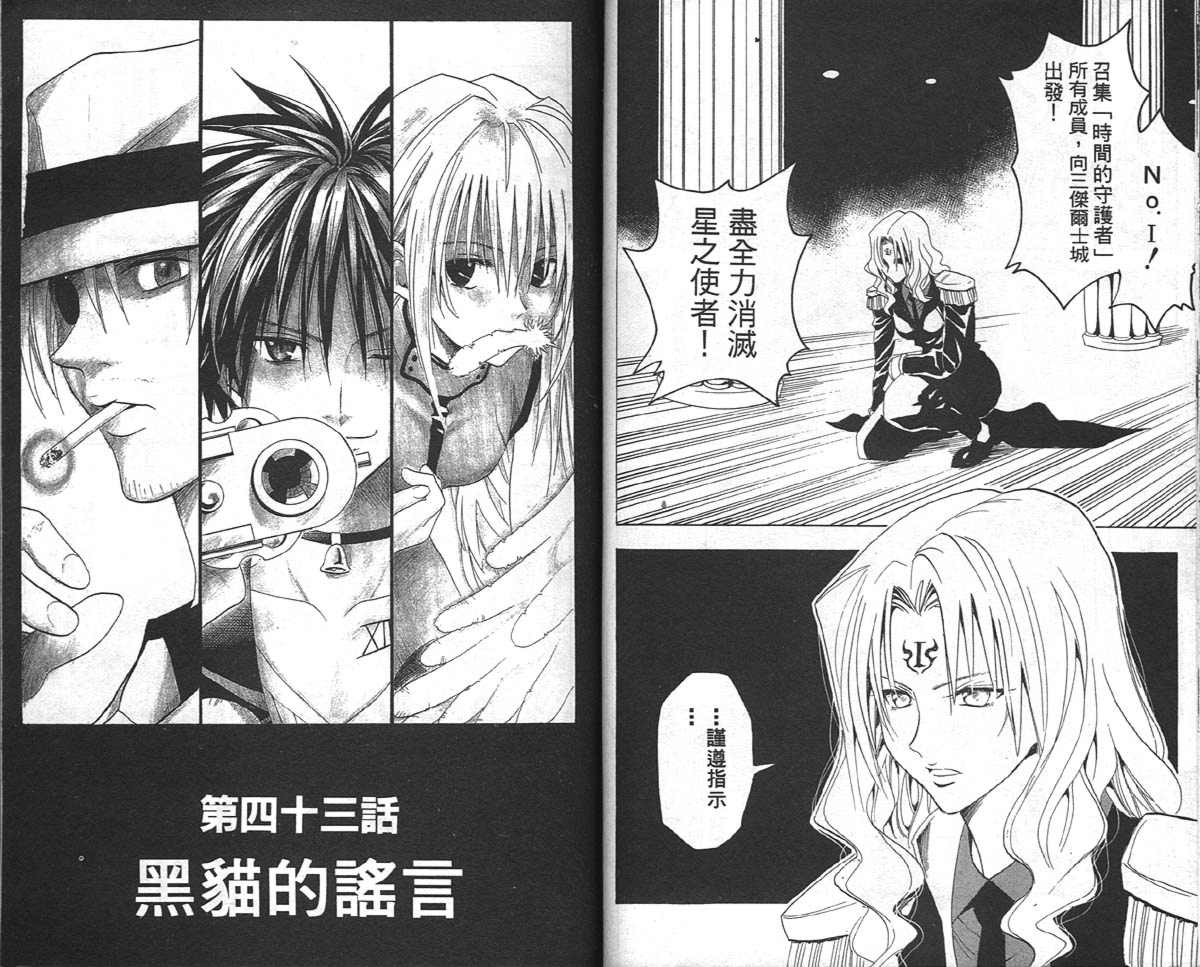 No.I!
召集「時間的守護者」
所有成員，向三傑爾士城
出發！
盡全力消滅
星之使者！
I
…謹遵指示
…
XIII
第四十三話
黑貓的謠言